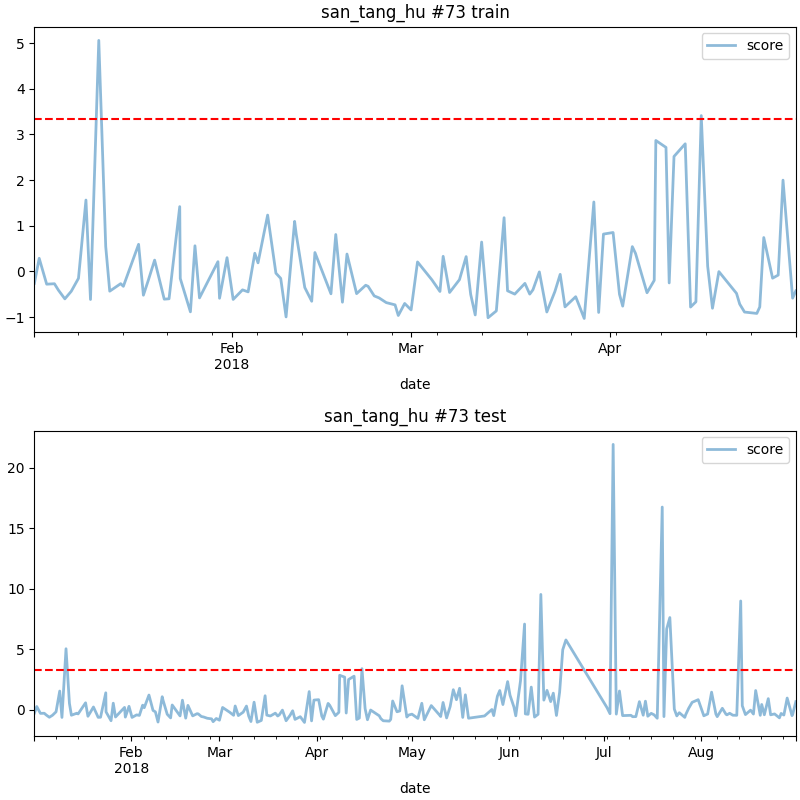 san_tang_hu #73 train
score
5
4
3
2
1
0
−1
Feb
2018
Mar
Apr
date
san_tang_hu #73 test
score
20
15
10
5
0
Feb
2018
Mar
Apr
May
Jun
Jul
Aug
date